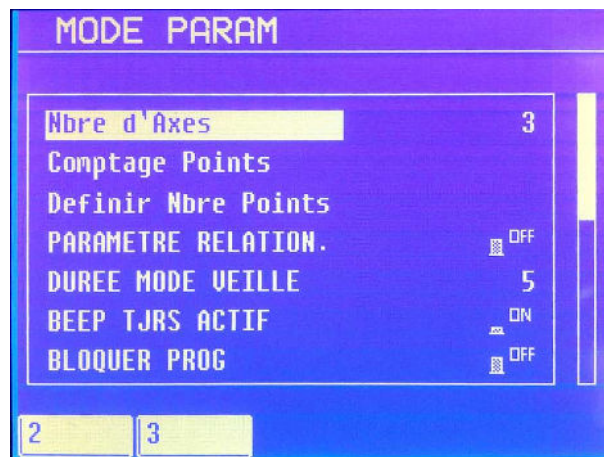 MODE PARAM
Nbre d'Axes 3
Comptage Points
Definir Nbre Points
PARAMETRE RELATION. OFF
DUREE MODE VEILLE 5
BEEP TJRS ACTIF ON
BLOQUER PROG OFF
2 3